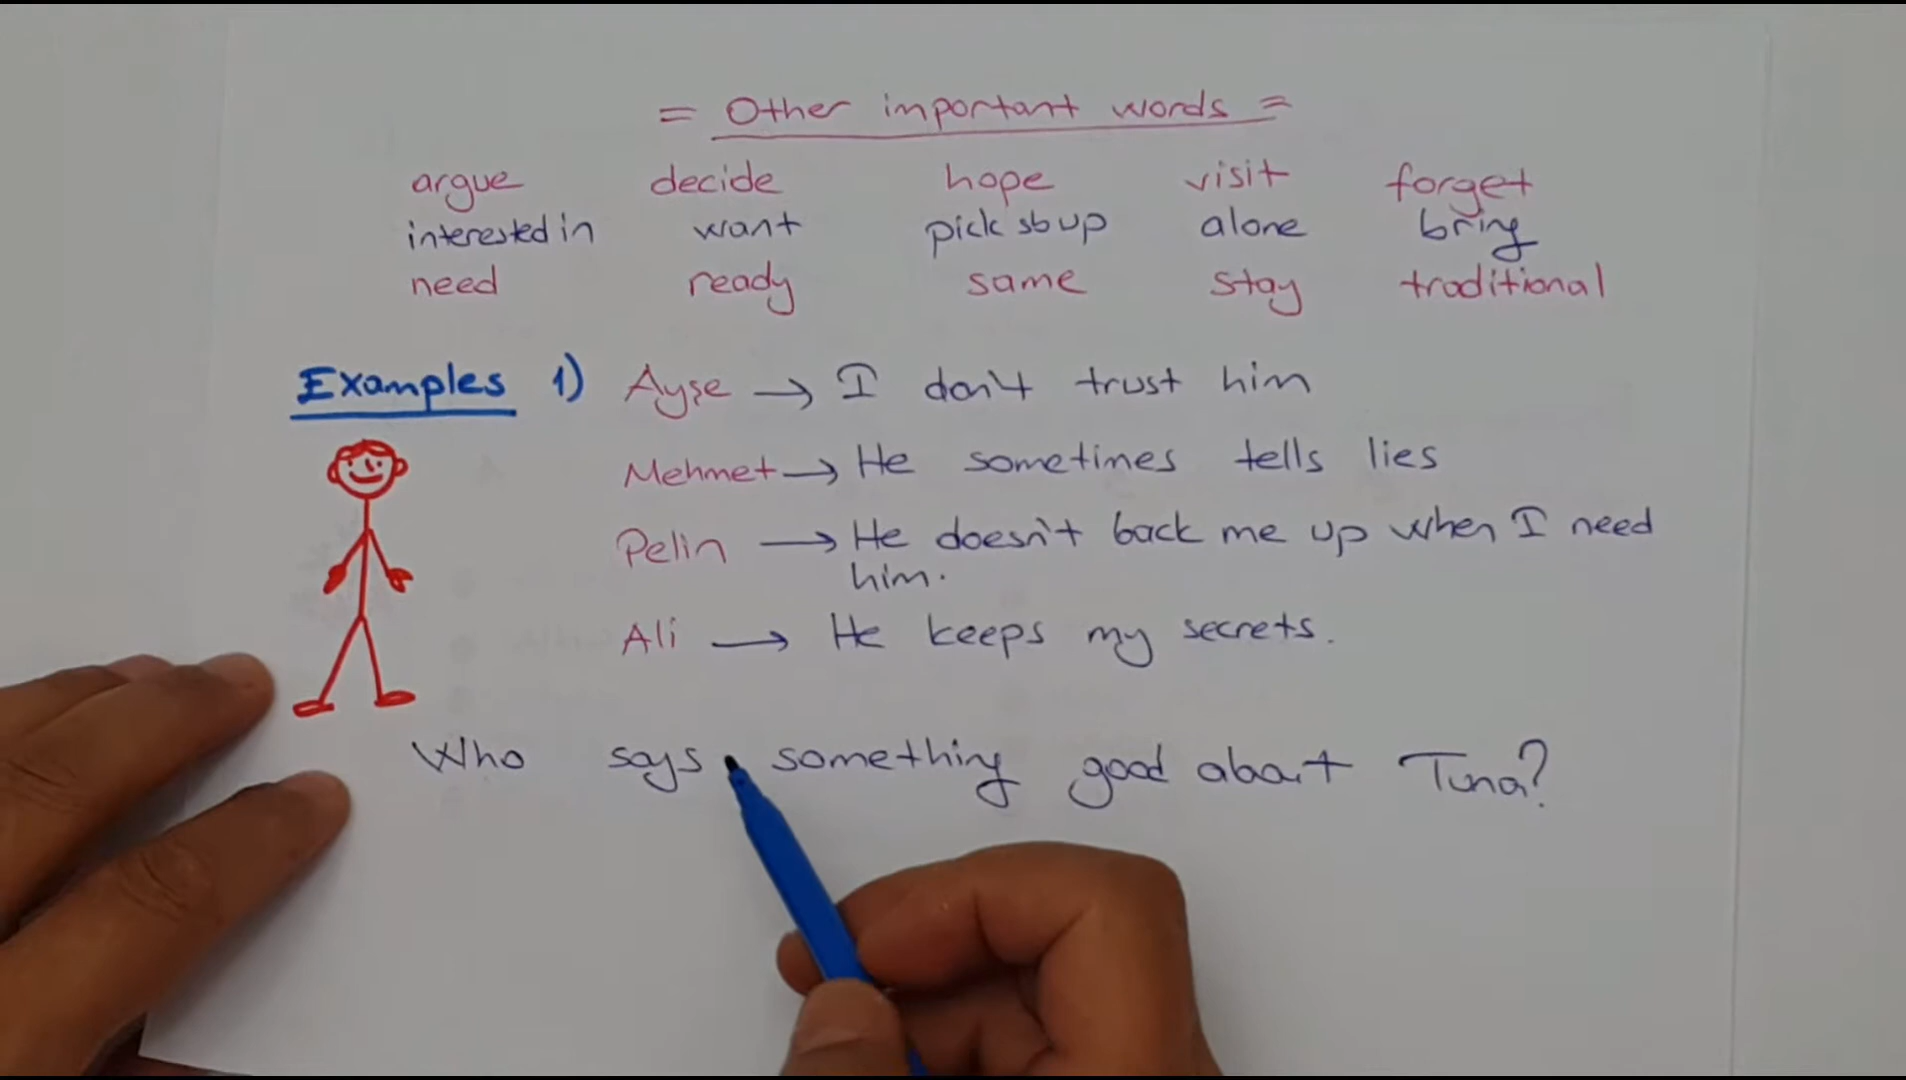 = Other important words =
argue decide hope visit forget
interested in want pick sb up alone bring
need ready same stay traditional
Examples 1) Ayşe → I don't trust him
Mehmet → He sometimes tells lies
Pelin → He doesn't back me up when I need
him.
Ali → He keeps my secrets.
Who says something good about Tuna?